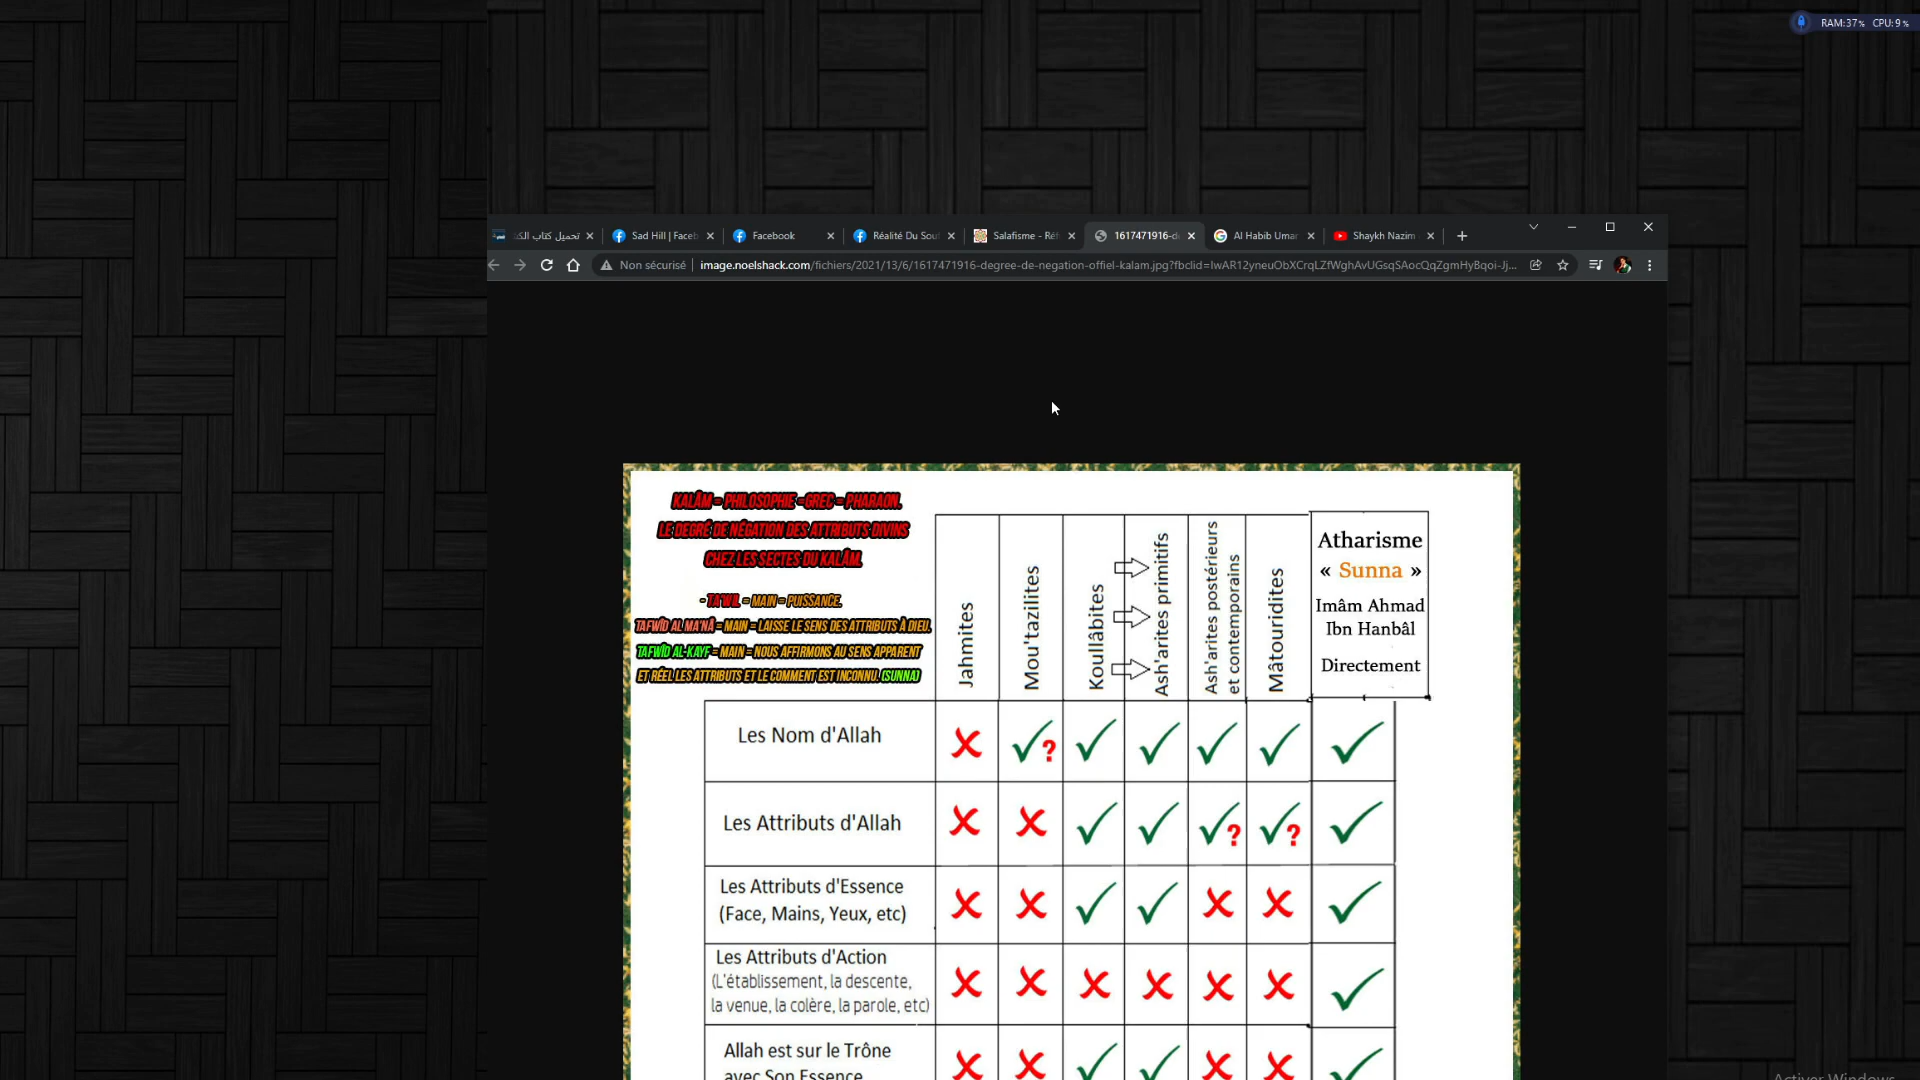 RAM:37% CPU:9%
تحميل كتاب الكت
Sad Hill | Faceb
Facebook
Réalité Du Sou
Salafisme - Réf
1617471916-d
Al Habib Umar
Shaykh Nazim
Non sécurisé
image.noelshack.com/fichiers/2021/13/6/1617471916-degree-de-negation-offiel-kalam.jpg?fbclid=IwAR12yneuObXCrqLZfWghAvUGsqSAocQqZgmHyBqoi-Jj...
KALÂM = PHILOSOPHIE =GREC = PHARAON.
LE DEGRÉ DE NÉGATION DES ATTRIBUTS DIVINS
CHEZ LES SECTES DU KALÂM.
- TA'WIL = MAIN = PUISSANCE.
TAFWÎD AL MA'NÂ = MAIN = LAISSE LE SENS DES ATTRIBUTS À DIEU.
TAFWÎD AL-KAYF = MAIN = NOUS AFFIRMONS AU SENS APPARENT
ET RÉEL LES ATTRIBUTS ET LE COMMENT EST INCONNU. (SUNNA)
Jahmites
Mou'tazilites
Koullâbites
Ash'arites primitifs
Ash'arites postérieurs
et contemporains
Mâtouridites
Atharisme
« Sunna »
Imâm Ahmad
Ibn Hanbâl
Directement
Les Nom d'Allah
?
Les Attributs d'Allah
? ?
Les Attributs d'Essence
(Face, Mains, Yeux, etc)
Les Attributs d'Action
(L'établissement, la descente,
la venue, la colère, la parole, etc)
Allah est sur le Trône
avec Son Essence
Activer Windows